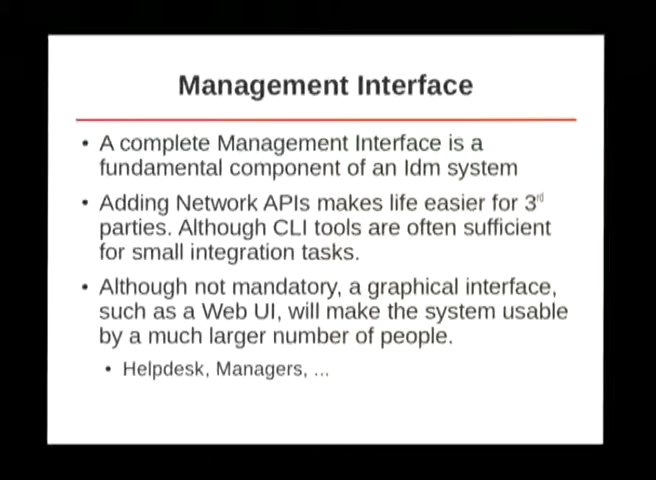 Management Interface
• A complete Management Interface is a
fundamental component of an Idm system
• Adding Network APIs makes life easier for 3rd
parties. Although CLI tools are often sufficient
for small integration tasks.
• Although not mandatory, a graphical interface,
such as a Web UI, will make the system usable
by a much larger number of people.
• Helpdesk, Managers, ...